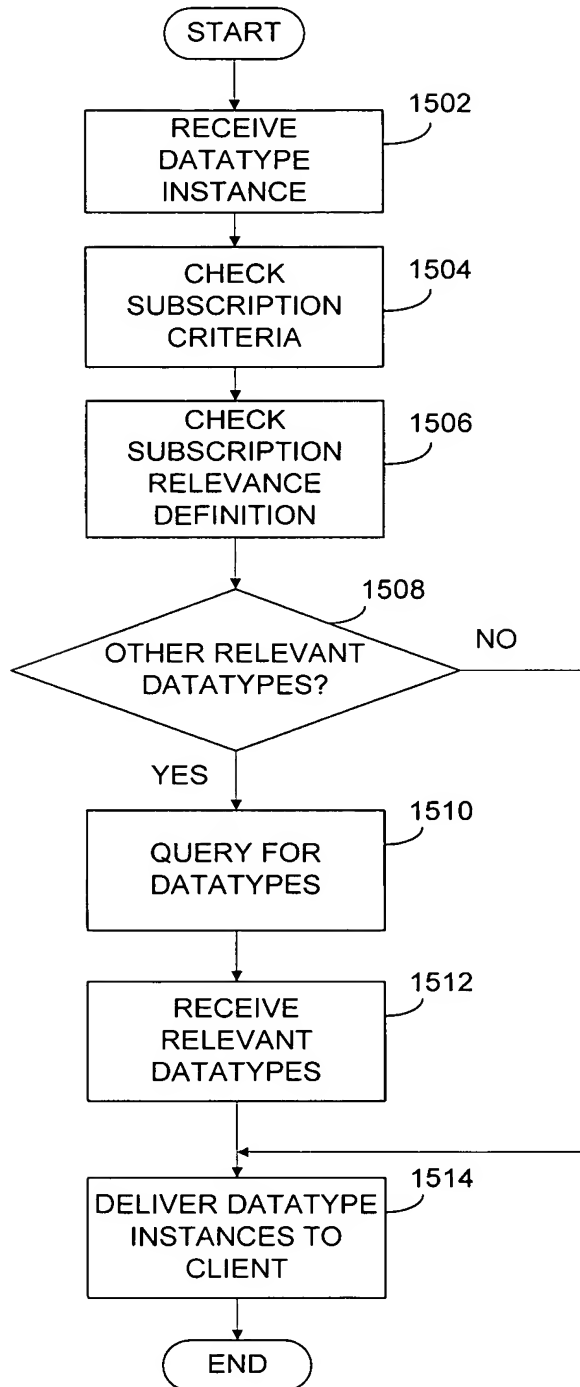 START
1502
RECEIVE
DATATYPE
INSTANCE
1504
CHECK
SUBSCRIPTION
CRITERIA
1506
CHECK
SUBSCRIPTION
RELEVANCE
DEFINITION
1508
OTHER RELEVANT
DATATYPES?
NO
YES
1510
QUERY FOR
DATATYPES
1512
RECEIVE
RELEVANT
DATATYPES
1514
DELIVER DATATYPE
INSTANCES TO
CLIENT
END